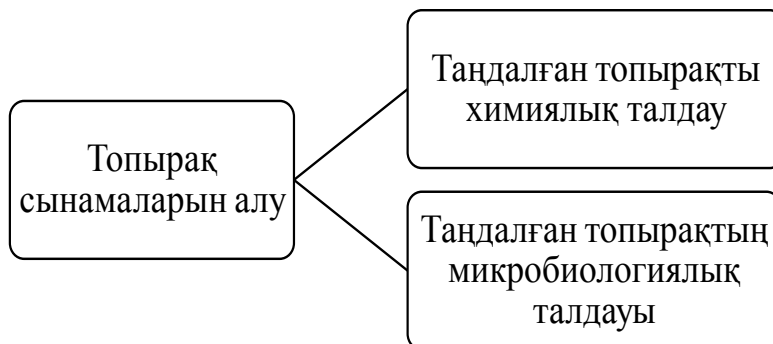 Топырақ
сынамаларын алу
Таңдалған топырақты
химиялық талдау
Таңдалған топырақтың
микробиологиялық
талдауы